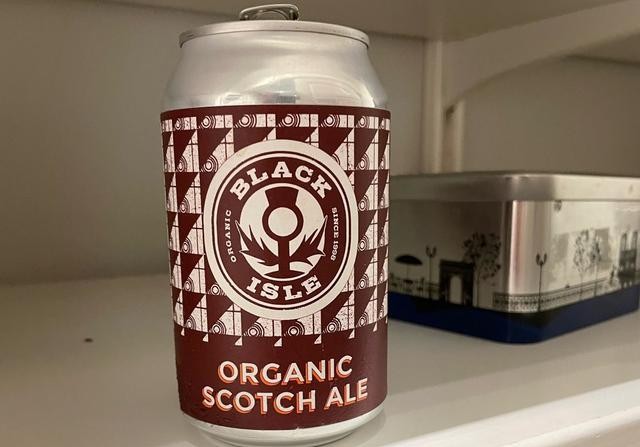 BLACK
ORGANIC
SINCE 1998
ISLE
ORGANIC
SCOTCH ALE